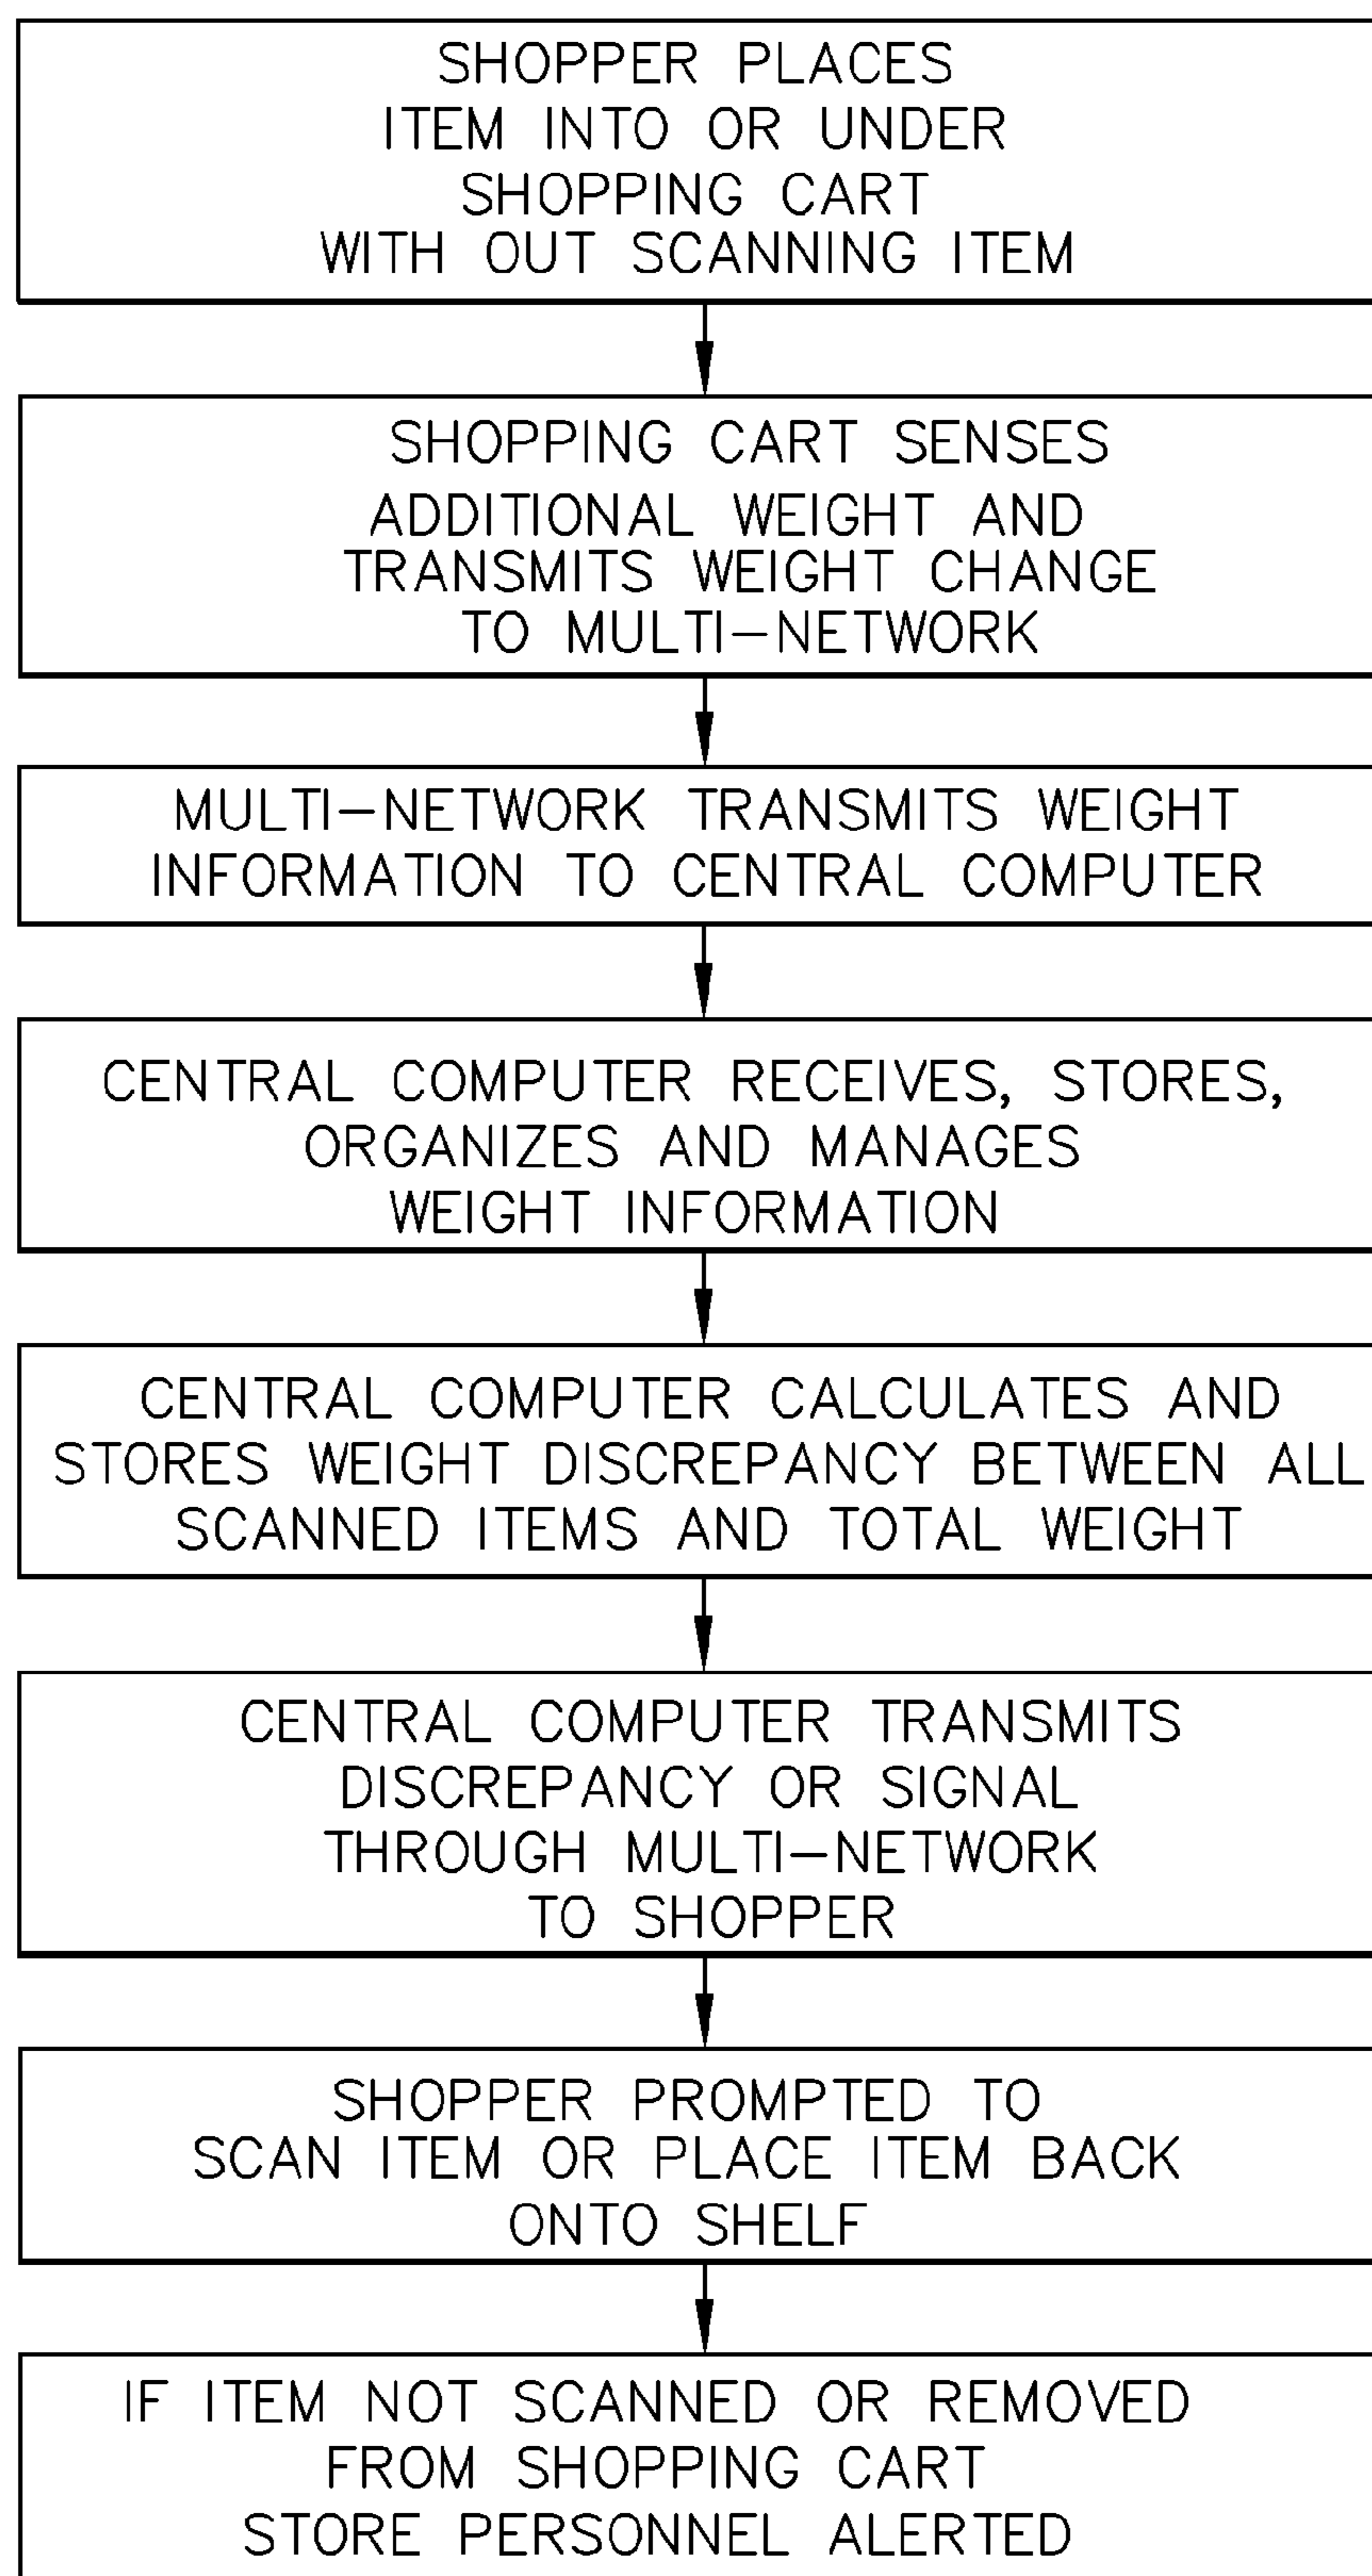 SHOPPER PLACES
ITEM INTO OR UNDER
SHOPPING CART
WITH OUT SCANNING ITEM
SHOPPING CART SENSES
ADDITIONAL WEIGHT AND
TRANSMITS WEIGHT CHANGE
TO MULTI-NETWORK
MULTI-NETWORK TRANSMITS WEIGHT
INFORMATION TO CENTRAL COMPUTER
CENTRAL COMPUTER RECEIVES, STORES,
ORGANIZES AND MANAGES
WEIGHT INFORMATION
CENTRAL COMPUTER CALCULATES AND
STORES WEIGHT DISCREPANCY BETWEEN ALL
SCANNED ITEMS AND TOTAL WEIGHT
CENTRAL COMPUTER TRANSMITS
DISCREPANCY OR SIGNAL
THROUGH MULTI-NETWORK
TO SHOPPER
SHOPPER PROMPTED TO
SCAN ITEM OR PLACE ITEM BACK
ONTO SHELF
IF ITEM NOT SCANNED OR REMOVED
FROM SHOPPING CART
STORE PERSONNEL ALERTED